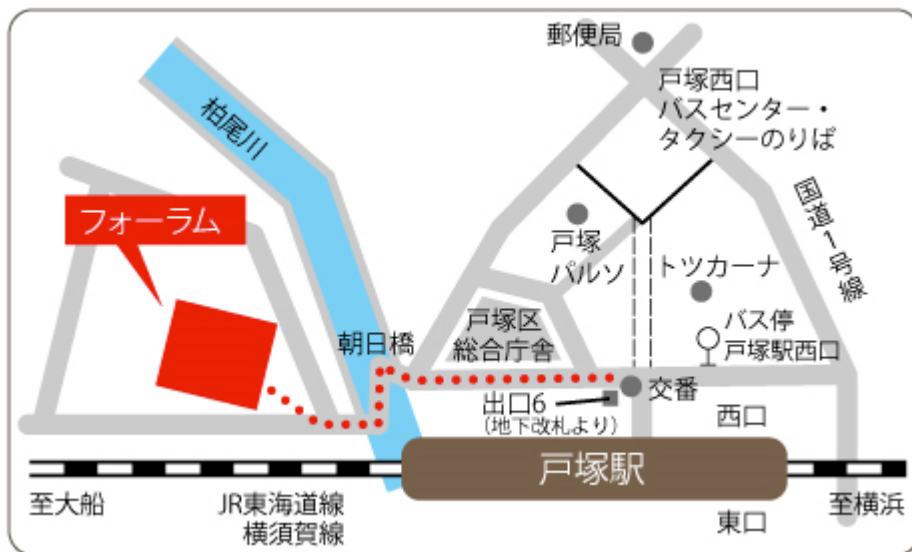 郵便局
戸塚西口
バスセンター・
タクシーのりば
柏尾川
国道1号線
フォーラム
戸塚
パルソ
トツカーナ
バス停
戸塚駅西口
戸塚区
総合庁舎
朝日橋
交番
出口6
(地下改札より)
西口
戸塚駅
至大船
JR東海道線
横須賀線
東口
至横浜